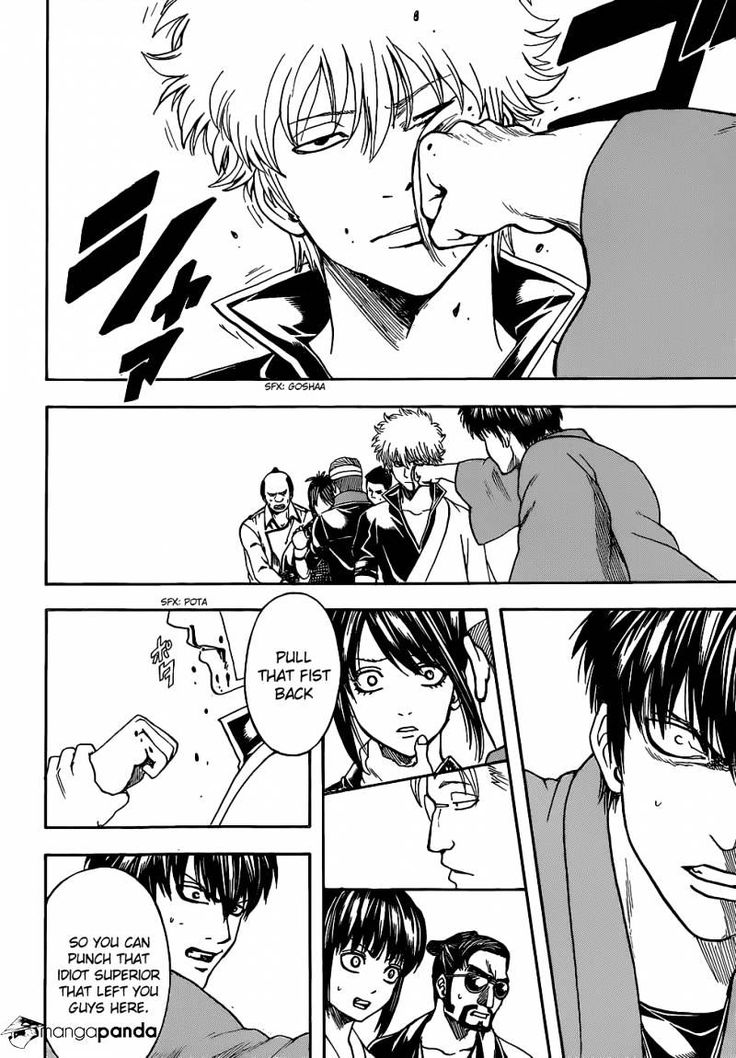 ゴ
シャァ
SFX: GOSHAA
SFX: POTA
ポタ
PULL
THAT FIST
BACK
SO YOU CAN
PUNCH THAT
IDIOT SUPERIOR
THAT LEFT YOU
GUYS HERE.
mangapanda